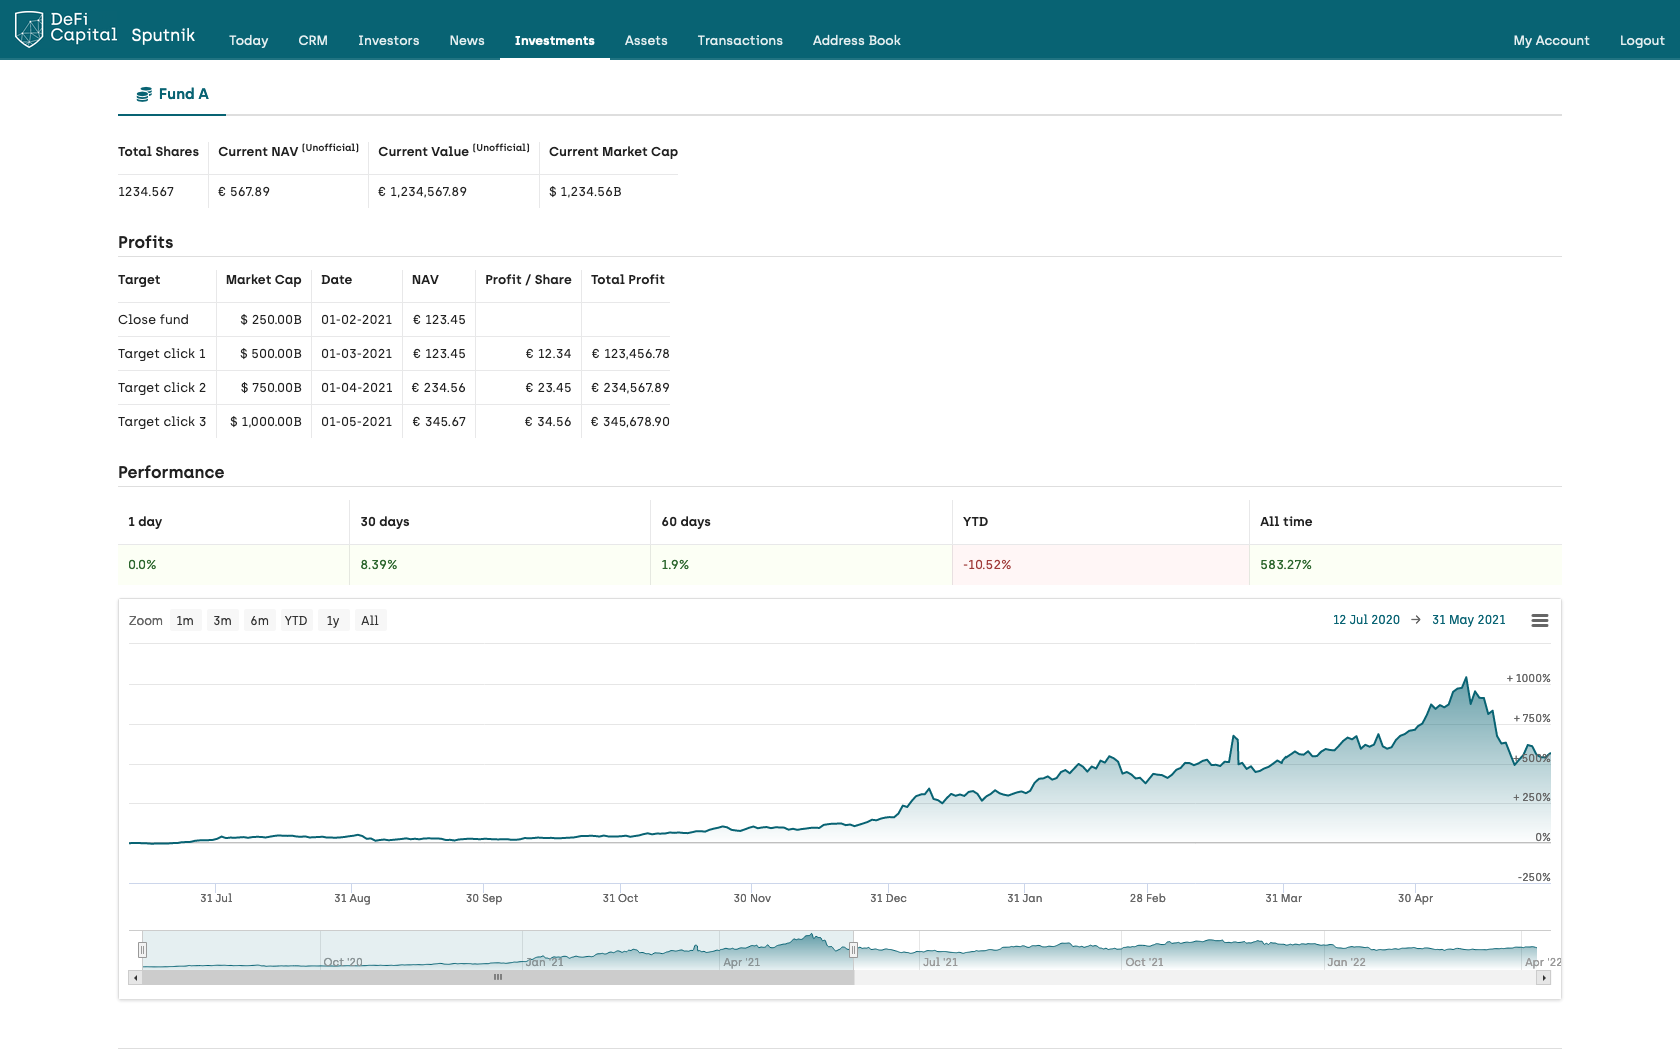 DeFi
Capital Sputnik
Today CRM Investors News Investments Assets Transactions Address Book My Account Logout
Fund A
Total Shares Current NAV (Unofficial) Current Value (Unofficial) Current Market Cap
1234.567 € 567.89 € 1,234,567.89 $ 1,234.56B
Profits
Target Market Cap Date NAV Profit / Share Total Profit
Close fund $ 250.00B 01-02-2021 € 123.45
Target click 1 $ 500.00B 01-03-2021 € 123.45 € 12.34 € 123,456.78
Target click 2 $ 750.00B 01-04-2021 € 234.56 € 23.45 € 234,567.89
Target click 3 $ 1,000.00B 01-05-2021 € 345.67 € 34.56 € 345,678.90
Performance
1 day 30 days 60 days YTD All time
0.0% 8.39% 1.9% -10.52% 583.27%
Zoom 1m 3m 6m YTD 1y All 12 Jul 2020 → 31 May 2021
+1000%
+750%
+500%
+250%
0%
-250%
31 Jul 31 Aug 30 Sep 31 Oct 30 Nov 31 Dec 31 Jan 28 Feb 31 Mar 30 Apr
Oct '20 Jan '21 Apr '21 Jul '21 Oct '21 Jan '22 Apr '22